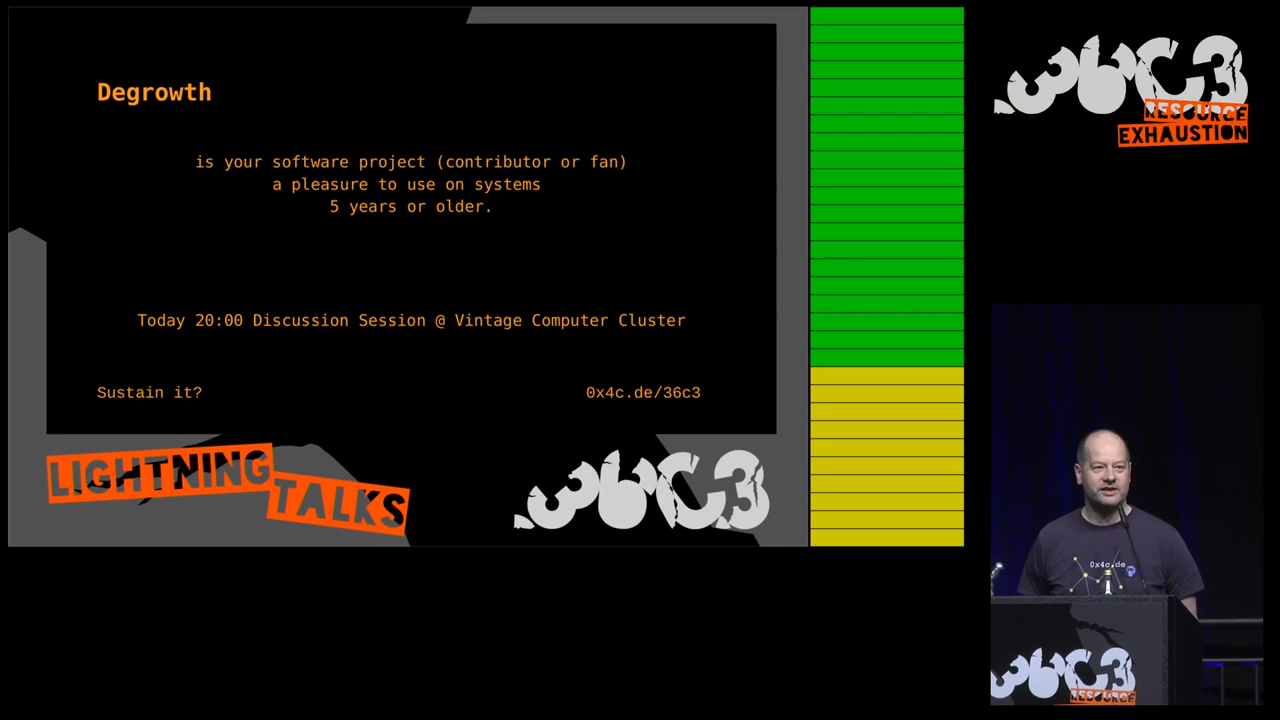 Degrowth
is your software project (contributor or fan)
a pleasure to use on systems
5 years or older.
Today 20:00 Discussion Session @ Vintage Computer Cluster
Sustain it?
0x4c.de/36c3
LIGHTNING
TALKS
36C3
36C3
RESOURCE
EXHAUSTION
0x4c.de
36C3
RESOURCE